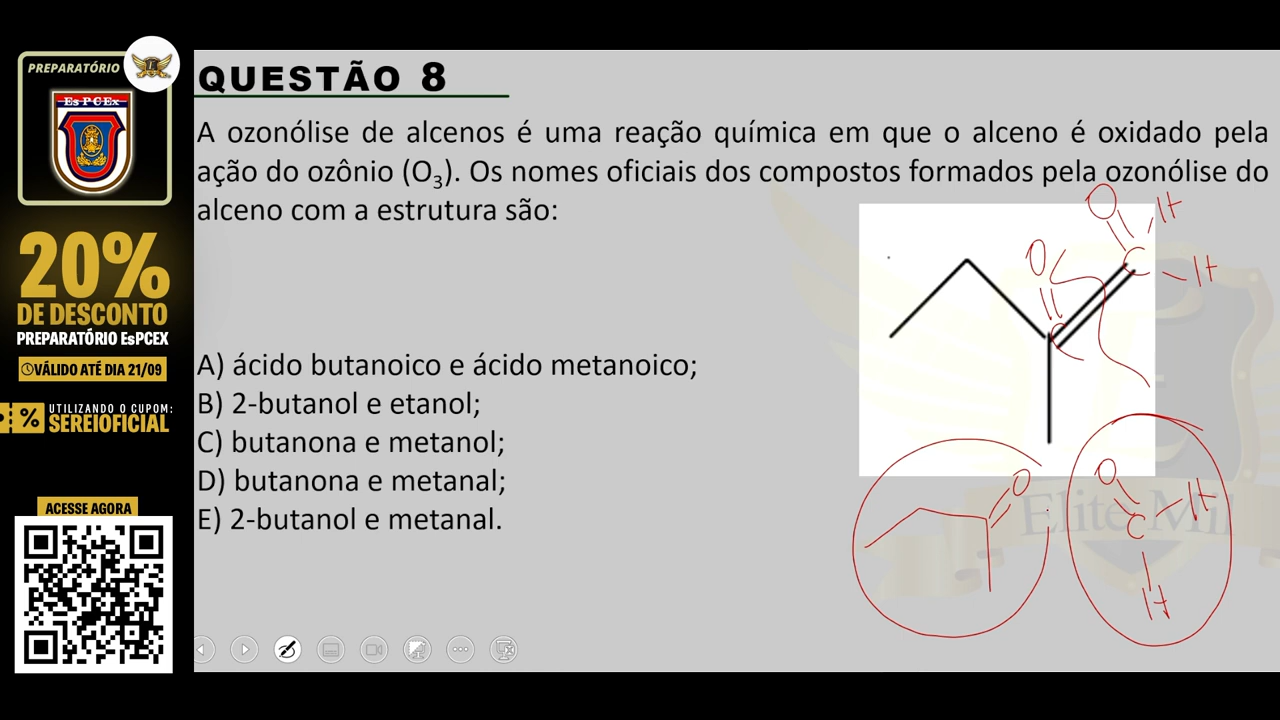 PREPARATÓRIO
EsPCEx
20%
DE DESCONTO
PREPARATÓRIO EsPCEX
VÁLIDO ATÉ DIA 21/09
% UTILIZANDO O CUPOM:
SEREIOFICIAL
ACESSE AGORA
QUESTÃO 8
A ozonólise de alcenos é uma reação química em que o alceno é oxidado pela
ação do ozônio (O₃). Os nomes oficiais dos compostos formados pela ozonólise do
alceno com a estrutura são:
A) ácido butanoico e ácido metanoico;
B) 2-butanol e etanol;
C) butanona e metanol;
D) butanona e metanal;
E) 2-butanol e metanal.
O H
O C H
C
O O H
C
H
Elite Mil